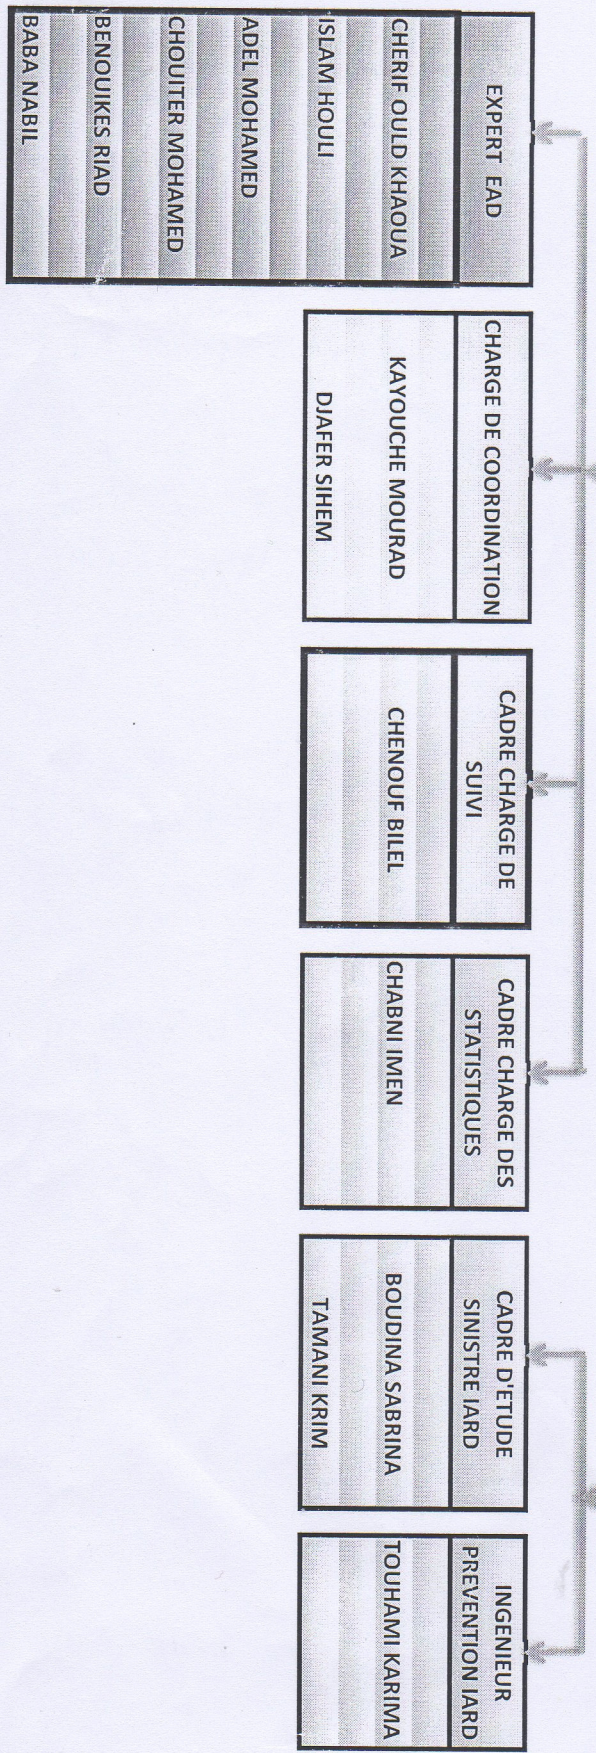 EXPERT EAD
CHERIF OULD KHAOUA
ISLAM HOULI
ADEL MOHAMED
CHOUITER MOHAMED
BENOUIKES RIAD
BABA NABIL
CHARGE DE COORDINATION
KAYOUCHE MOURAD
DJAFER SIHEM
CADRE CHARGE DE
SUIVI
CHENOUF BILEL
CADRE CHARGE DES
STATISTIQUES
CHABNI IMEN
CADRE D'ETUDE
SINISTRE IARD
BOUDINA SABRINA
TAMANI KRIM
INGENIEUR
PREVENTION IARD
TOUHAMI KARIMA